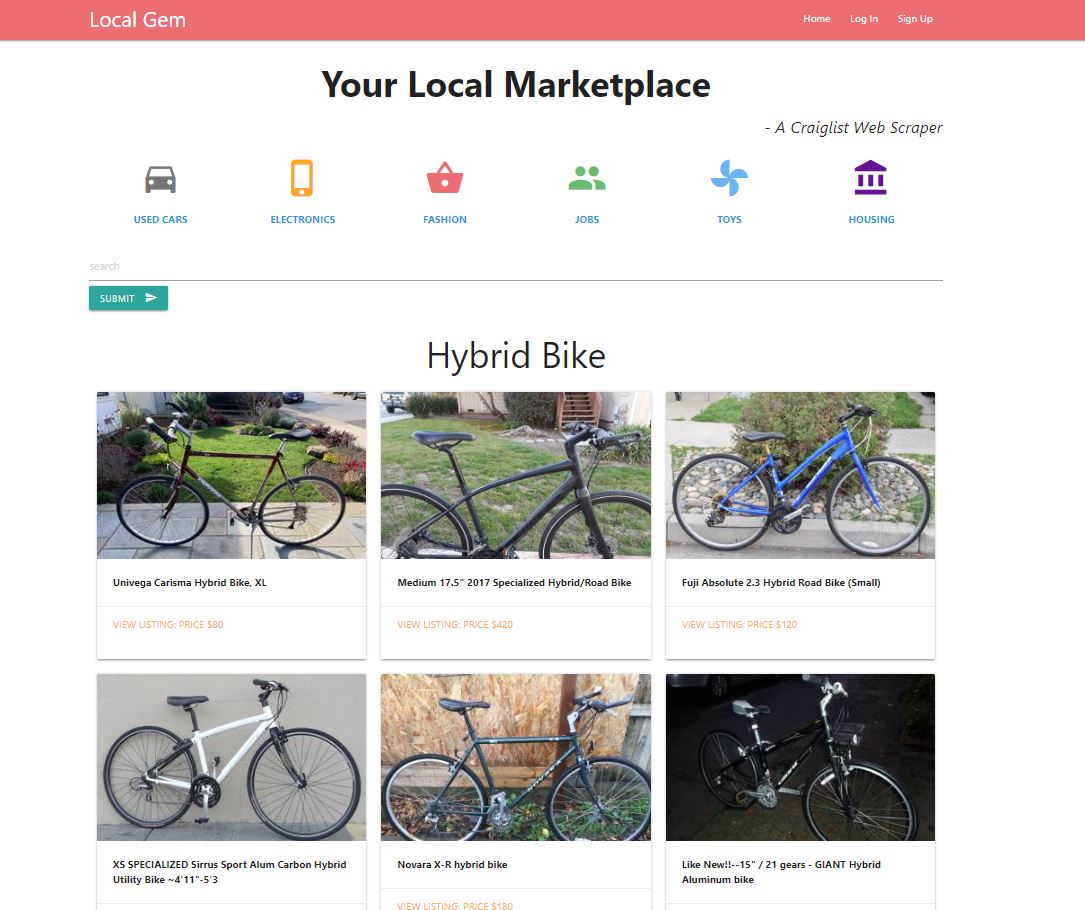 Local Gem
Home Log In Sign Up
Your Local Marketplace
- A Craiglist Web Scraper
USED CARS ELECTRONICS FASHION JOBS TOYS HOUSING
search
SUBMIT
Hybrid Bike
Univega Carisma Hybrid Bike, XL
VIEW LISTING: PRICE $80
Medium 17.5" 2017 Specialized Hybrid/Road Bike
VIEW LISTING: PRICE $420
Fuji Absolute 2.3 Hybrid Road Bike (Small)
VIEW LISTING: PRICE $120
XS SPECIALIZED Sirrus Sport Alum Carbon Hybrid
Utility Bike ~4'11"-5'3
Novara X-R hybrid bike
VIEW LISTING: PRICE $180
Like New!!--15" / 21 gears - GIANT Hybrid
Aluminum bike